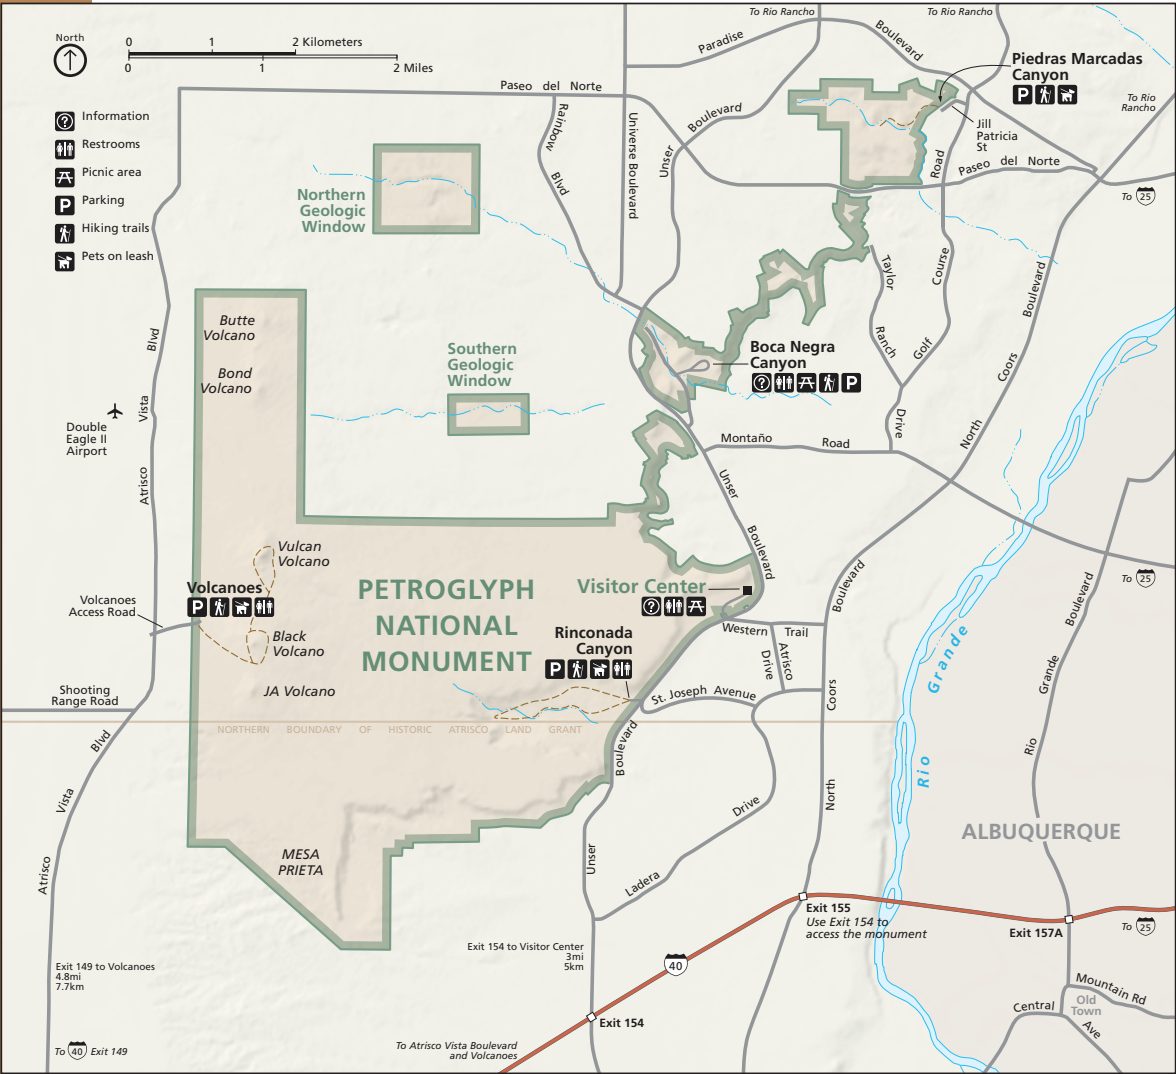 North
0 1 2 Kilometers
0 1 2 Miles
Information
Restrooms
Picnic area
Parking
Hiking trails
Pets on leash
To Rio Rancho
To Rio Rancho
Paradise
Boulevard
Piedras Marcadas
Canyon
P
To Rio
Rancho
Jill
Patricia
St
Paseo del Norte
Rainbow
Blvd
Universe Boulevard
Unser
Boulevard
Road
Paseo del Norte
To 25
Northern
Geologic
Window
Taylor
Ranch
Drive
Course
Golf
Boulevard
Coors
North
Butte
Volcano
Bond
Volcano
Southern
Geologic
Window
Boca Negra
Canyon
? P
Double
Eagle II
Airport
Blvd
Vista
Atrisco
Montaño Road
Unser
Boulevard
Vulcan
Volcano
Volcanoes
P
Volcanoes
Access Road
Black
Volcano
JA Volcano
PETROGLYPH
NATIONAL
MONUMENT
Visitor Center
?
Rinconada
Canyon
P
Western Trail
Atrisco
Drive
St. Joseph Avenue
Boulevard
Coors
North
Boulevard
Rio Grande
To 25
Boulevard
Grande
Rio
Shooting
Range Road
NORTHERN BOUNDARY OF HISTORIC ATRISCO LAND GRANT
Blvd
Vista
Atrisco
Boulevard
Unser
Drive
Ladera
ALBUQUERQUE
MESA
PRIETA
Exit 155
Use Exit 154 to
access the monument
Exit 157A
To 25
Exit 154 to Visitor Center
3mi
5km
40
Exit 149 to Volcanoes
4.8mi
7.7km
Exit 154
Mountain Rd
Central
Ave
Old
Town
To 40 Exit 149
To Atrisco Vista Boulevard
and Volcanoes